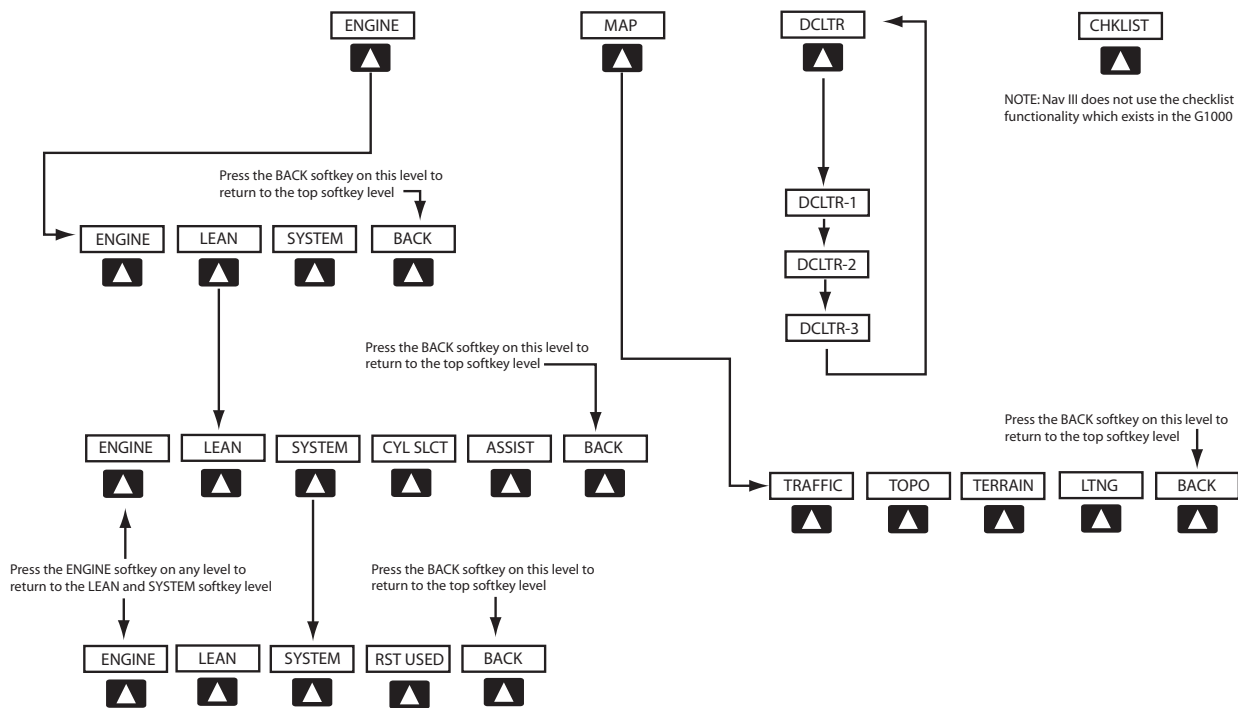 ENGINE
MAP
DCLTR
CHKLIST
NOTE: Nav III does not use the checklist
functionality which exists in the G1000
Press the BACK softkey on this level to
return to the top softkey level
ENGINE
LEAN
SYSTEM
BACK
DCLTR-1
DCLTR-2
DCLTR-3
Press the BACK softkey on this level to
return to the top softkey level
ENGINE
LEAN
SYSTEM
CYL SLCT
ASSIST
BACK
Press the BACK softkey on this level to
return to the top softkey level
TRAFFIC
TOPO
TERRAIN
LTNG
BACK
Press the ENGINE softkey on any level to
return to the LEAN and SYSTEM softkey level
Press the BACK softkey on this level to
return to the top softkey level
ENGINE
LEAN
SYSTEM
RST USED
BACK